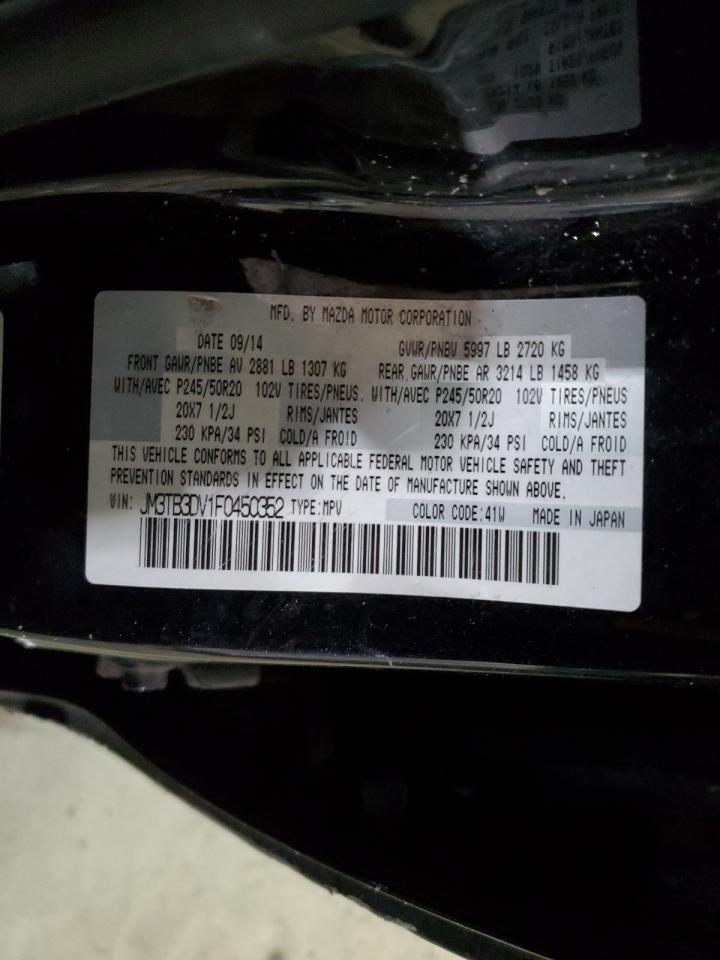 MFD. BY MAZDA MOTOR CORPORATION
DATE 09/14 GVWR/PNBV 5997 LB 2720 KG
FRONT GAWR/PNBE AV 2881 LB 1307 KG REAR GAWR/PNBE AR 3214 LB 1458 KG
WITH/AVEC P245/50R20 102V TIRES/PNEUS. WITH/AVEC P245/50R20 102V TIRES/PNEUS
20X7 1/2J RIMS/JANTES 20X7 1/2J RIMS/JANTES
230 KPA/34 PSI COLD/A FROID 230 KPA/34 PSI COLD/A FROID
THIS VEHICLE CONFORMS TO ALL APPLICABLE FEDERAL MOTOR VEHICLE SAFETY AND THEFT
PREVENTION STANDARDS IN EFFECT ON THE DATE OF MANUFACTURE SHOWN ABOVE.
VIN: JM3TB3DV1F0450352 TYPE:MPV COLOR CODE:41W MADE IN JAPAN